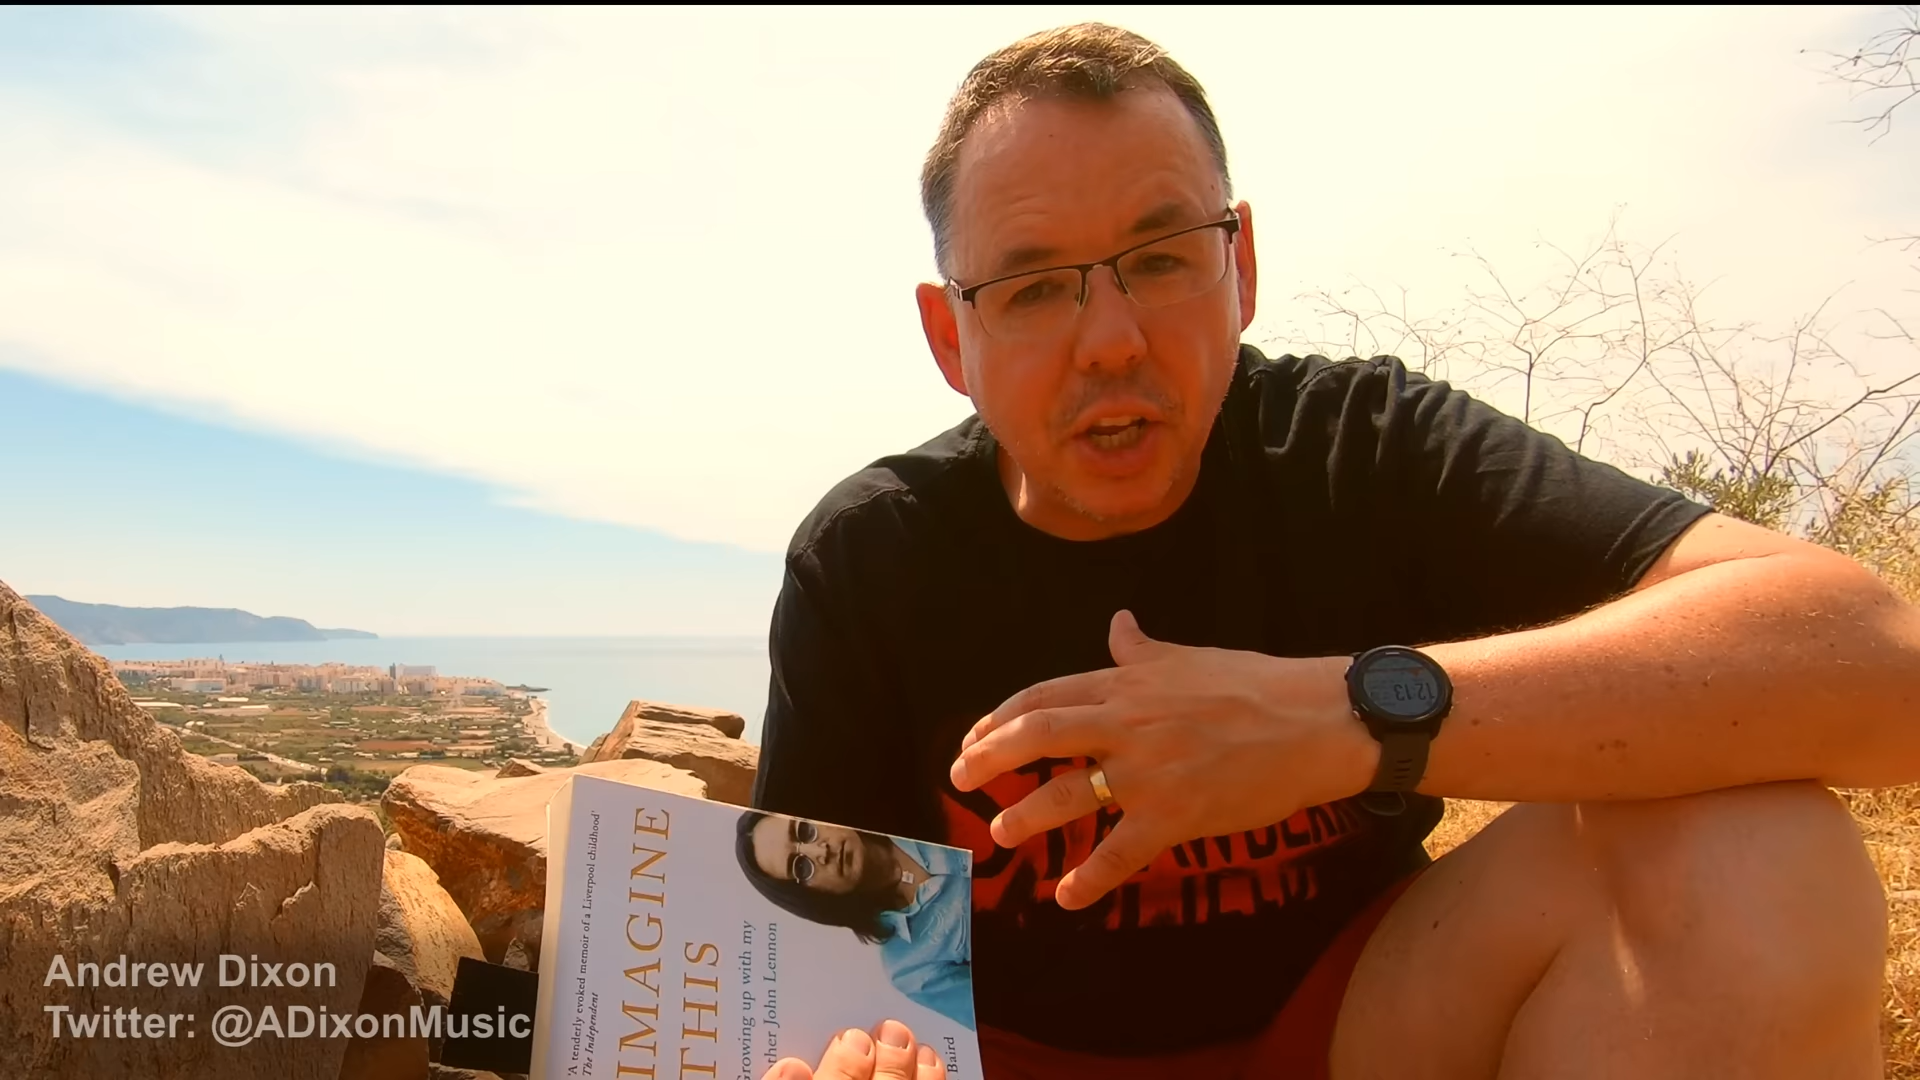 Andrew Dixon
Twitter: @ADixonMusic
'A tenderly evoked memoir of a Liverpool childhood'
The Independent
IMAGINE
THIS
Growing up with my
ther John Lennon
Baird
12:13